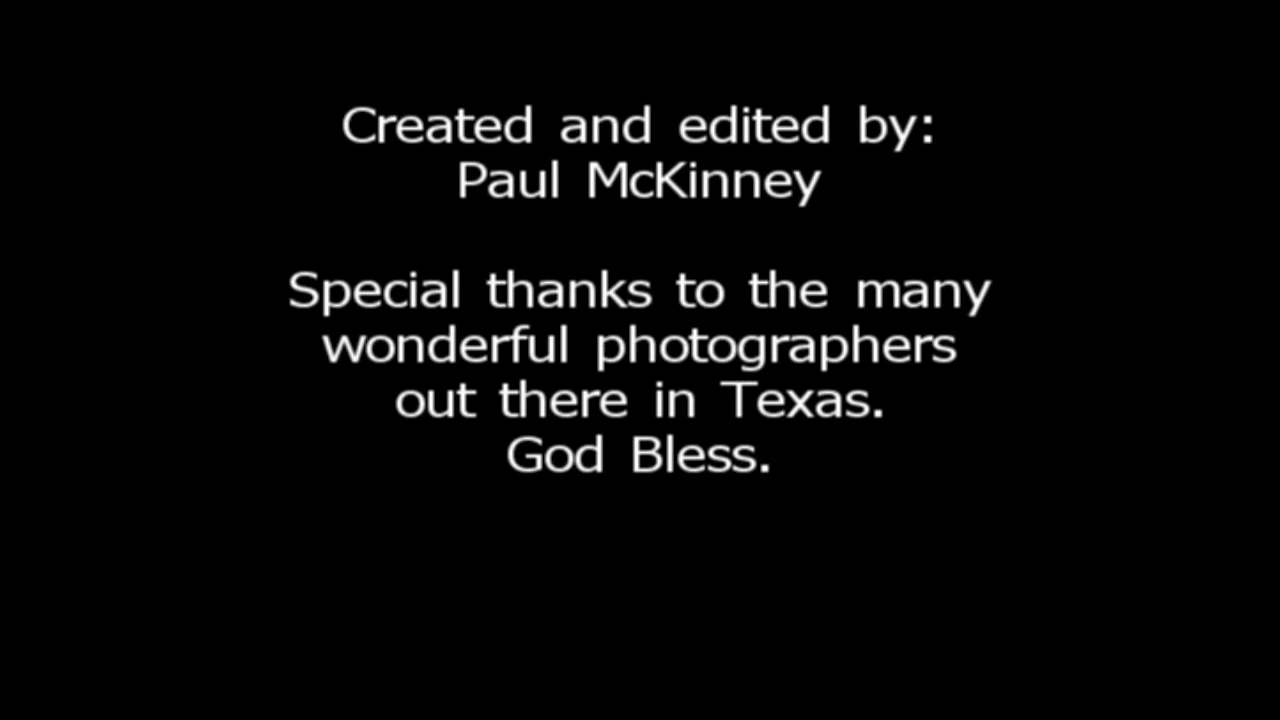 Created and edited by:
Paul McKinney
Special thanks to the many
wonderful photographers
out there in Texas.
God Bless.